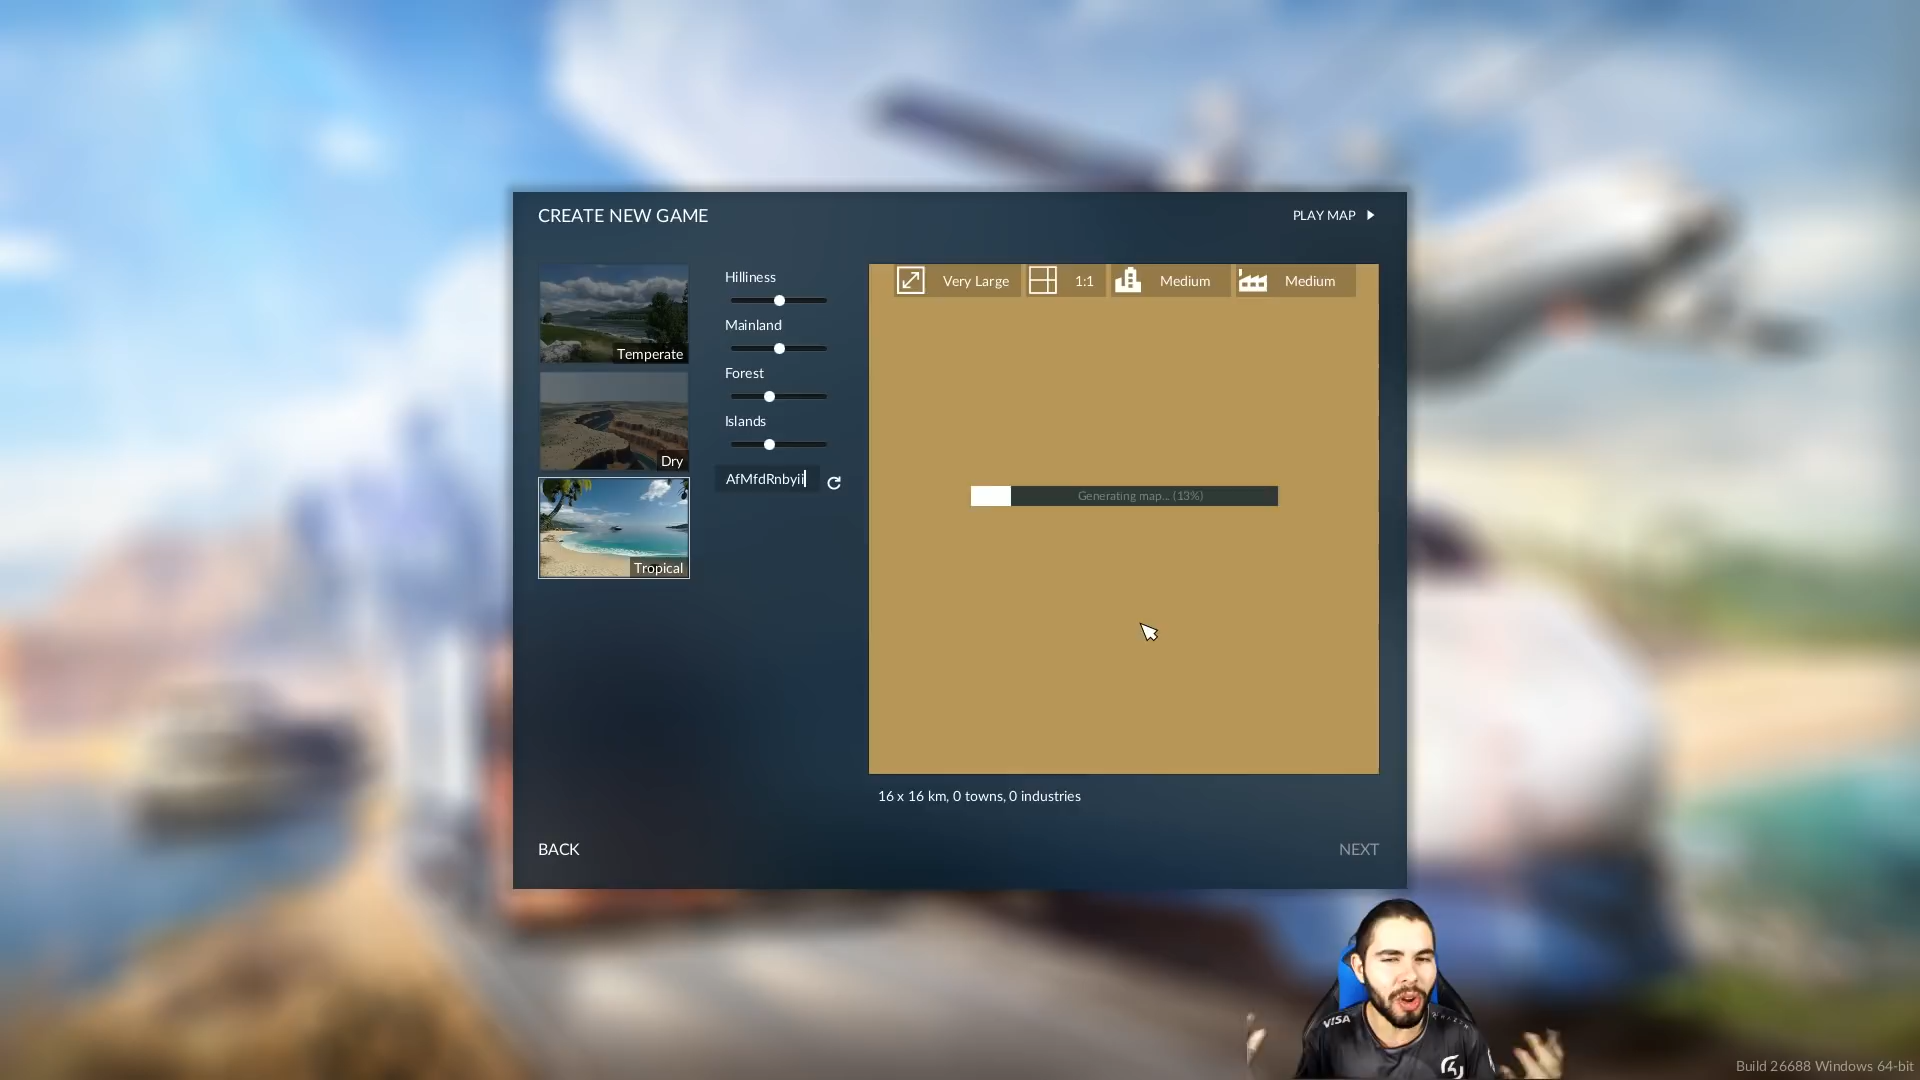 CREATE NEW GAME
PLAY MAP
Temperate
Dry
Tropical
Hilliness
Mainland
Forest
Islands
AfMfdRnbyii
Very Large
1:1
Medium
Medium
Generating map... (13%)
16 x 16 km, 0 towns, 0 industries
BACK
NEXT
VISA
Build 26688 Windows 64-bit